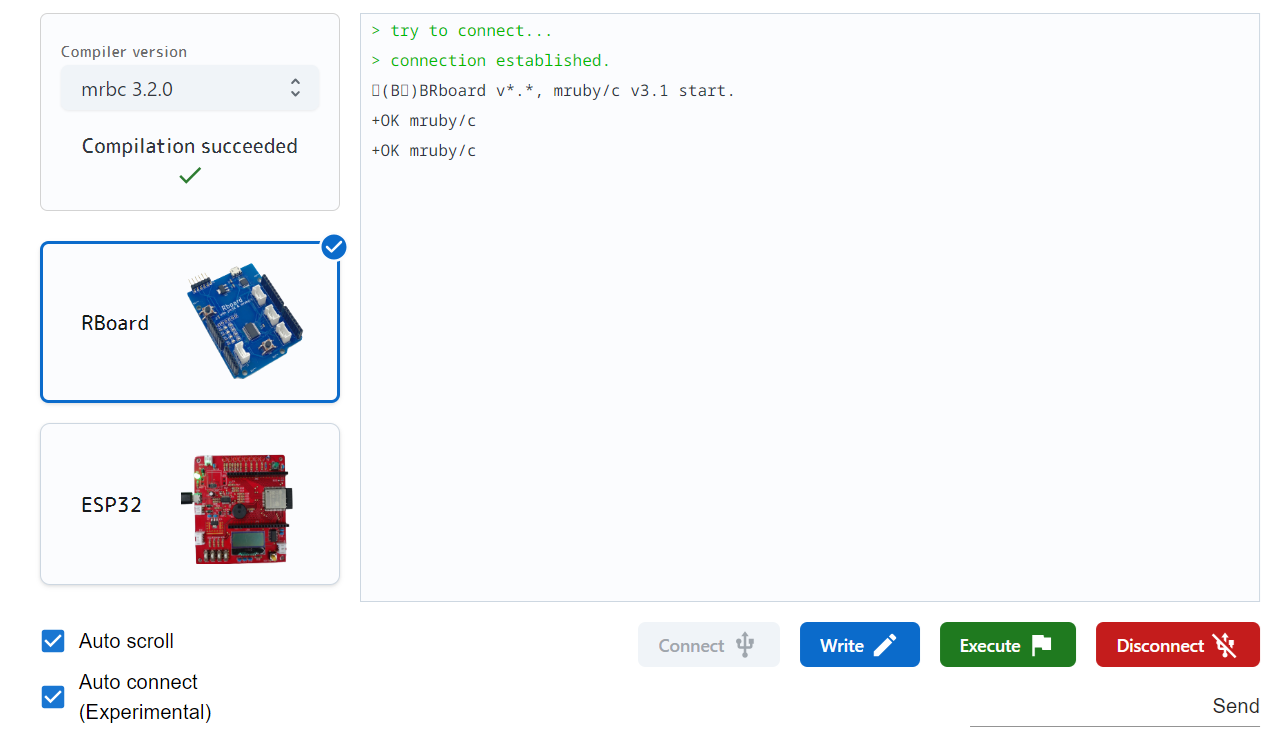 Compiler version
mrbc 3.2.0
Compilation succeeded
RBoard
ESP32
Auto scroll
Auto connect
(Experimental)
> try to connect...
> connection established.
▯(B▯)BRboard v*.*, mruby/c v3.1 start.
+OK mruby/c
+OK mruby/c
Connect
Write
Execute
Disconnect
Send